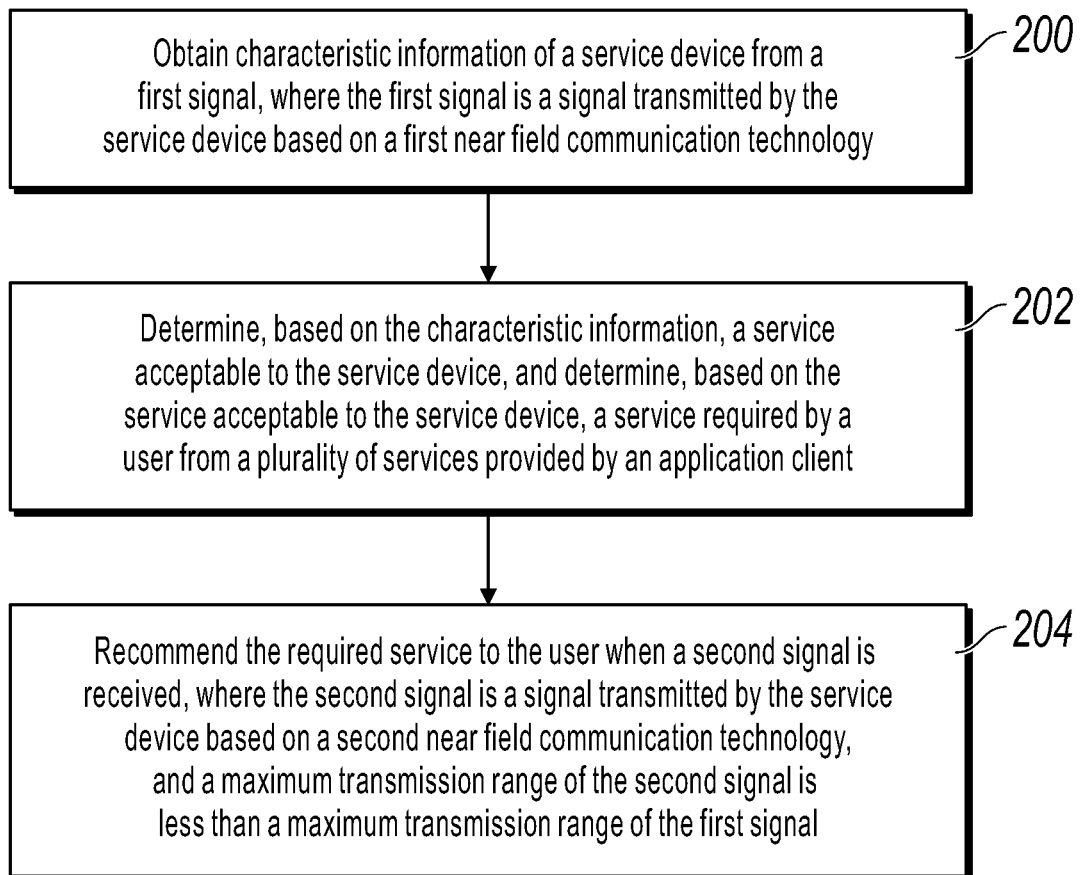 Obtain characteristic information of a service device from a
first signal, where the first signal is a signal transmitted by the
service device based on a first near field communication technology
200
Determine, based on the characteristic information, a service
acceptable to the service device, and determine, based on the
service acceptable to the service device, a service required by a
user from a plurality of services provided by an application client
202
Recommend the required service to the user when a second signal is
received, where the second signal is a signal transmitted by the service
device based on a second near field communication technology,
and a maximum transmission range of the second signal is
less than a maximum transmission range of the first signal
204